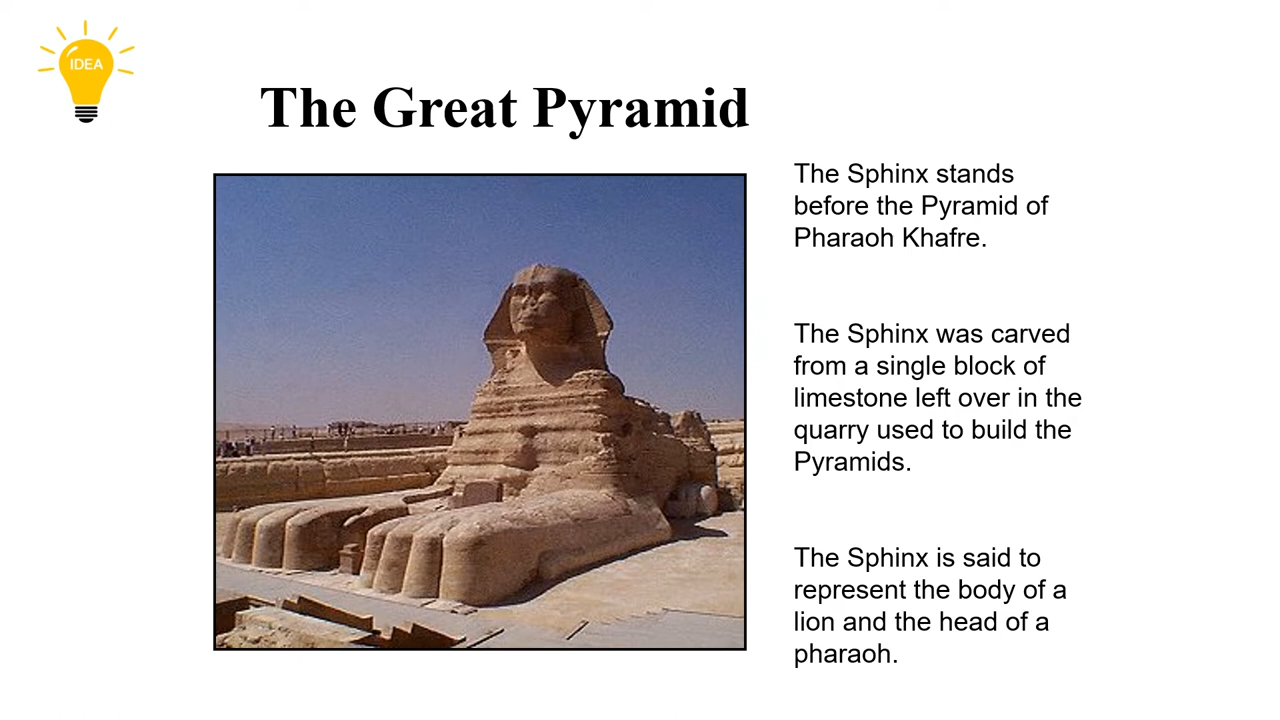 IDEA
The Great Pyramid
The Sphinx stands
before the Pyramid of
Pharaoh Khafre.
The Sphinx was carved
from a single block of
limestone left over in the
quarry used to build the
Pyramids.
The Sphinx is said to
represent the body of a
lion and the head of a
pharaoh.